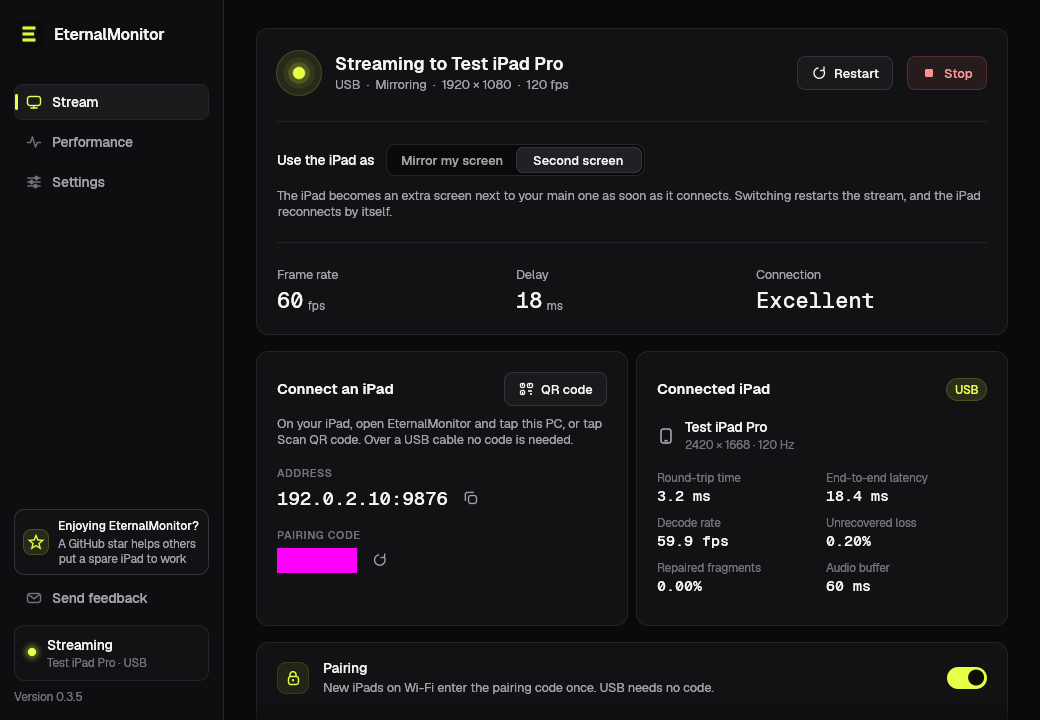 EternalMonitor
Stream
Performance
Settings
Enjoying EternalMonitor?
A GitHub star helps others
put a spare iPad to work
Send feedback
Streaming
Test iPad Pro · USB
Version 0.3.5
Streaming to Test iPad Pro
USB · Mirroring · 1920 × 1080 · 120 fps
Restart
Stop
Use the iPad as
Mirror my screen
Second screen
The iPad becomes an extra screen next to your main one as soon as it connects. Switching restarts the stream, and the iPad
reconnects by itself.
Frame rate
60 fps
Delay
18 ms
Connection
Excellent
Connect an iPad
QR code
On your iPad, open EternalMonitor and tap this PC, or tap
Scan QR code. Over a USB cable no code is needed.
ADDRESS
192.0.2.10:9876
PAIRING CODE
Connected iPad
USB
Test iPad Pro
2420 × 1668 · 120 Hz
Round-trip time
3.2 ms
End-to-end latency
18.4 ms
Decode rate
59.9 fps
Unrecovered loss
0.20%
Repaired fragments
0.00%
Audio buffer
60 ms
Pairing
New iPads on Wi-Fi enter the pairing code once. USB needs no code.